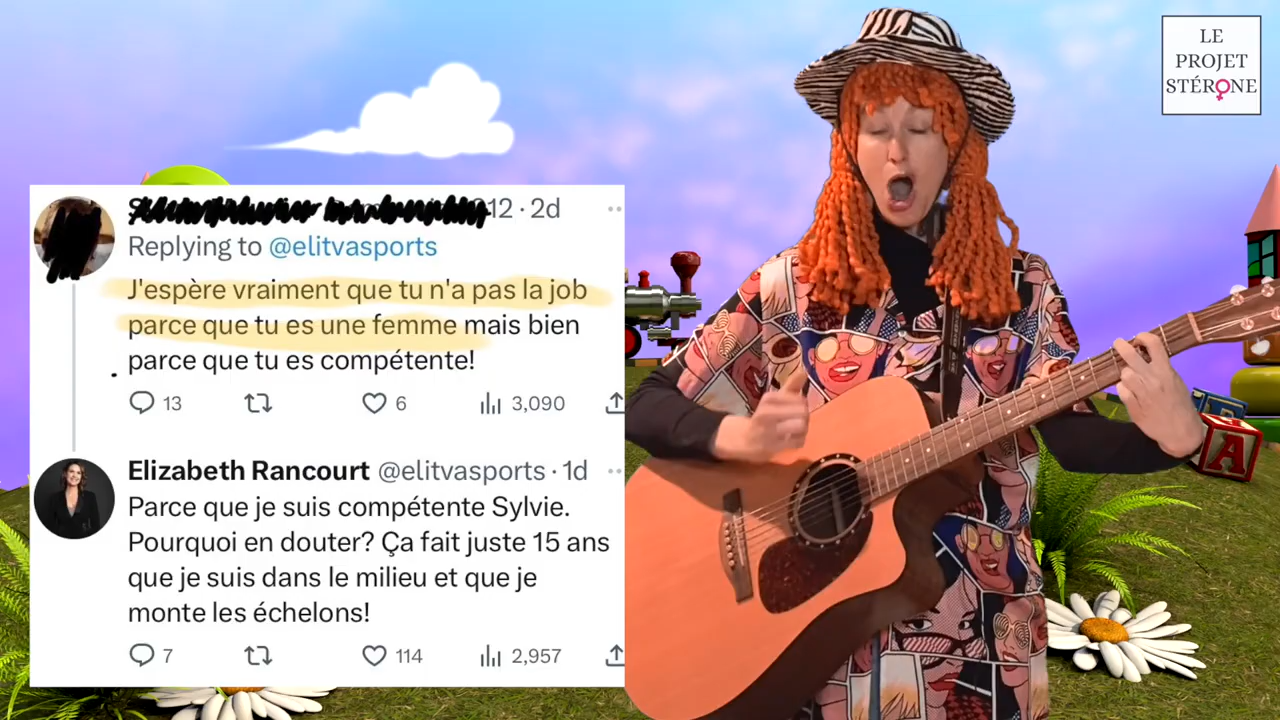 LE
PROJET
STÉRONE
12 · 2d
Replying to @elitvasports
J'espère vraiment que tu n'a pas la job
parce que tu es une femme mais bien
parce que tu es compétente!
13 6 3,090
Elizabeth Rancourt @elitvasports · 1d
Parce que je suis compétente Sylvie.
Pourquoi en douter? Ça fait juste 15 ans
que je suis dans le milieu et que je
monte les échelons!
7 114 2,957
A